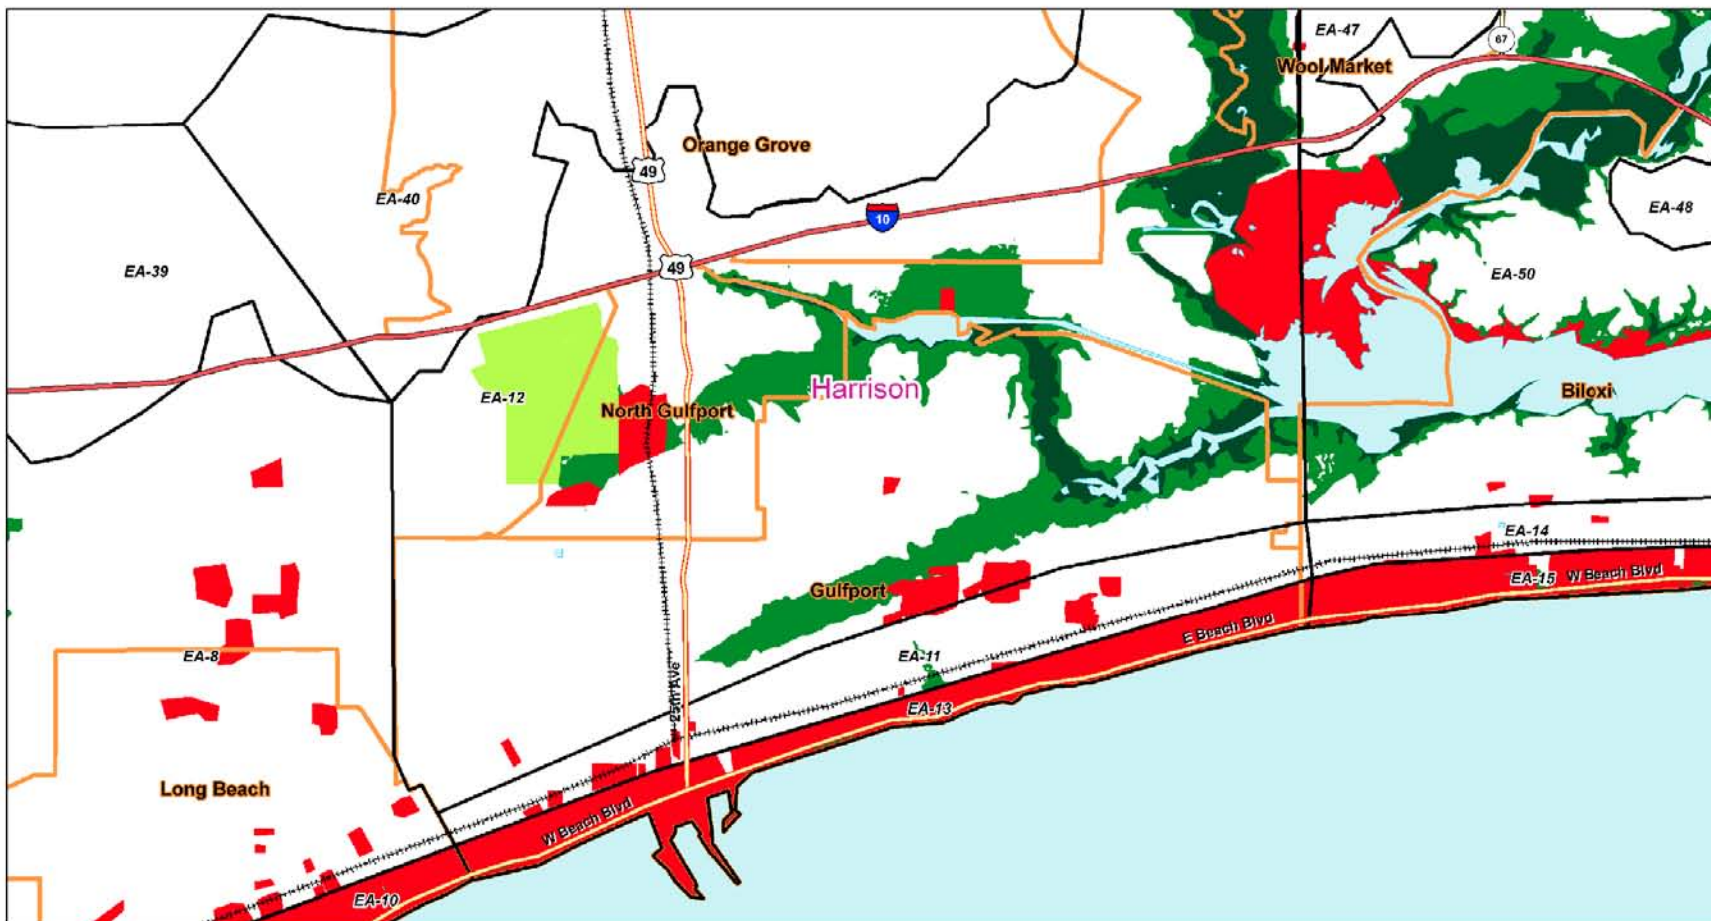 EA-47
67
Wool Market
Orange Grove
49
EA-40
EA-48
10
EA-39
49
EA-50
Harrison
Biloxi
EA-12
North Gulfport
EA-14
EA-15
W Beach Blvd
Gulfport
E Beach Blvd
EA-8
EA-11
25th Ave
EA-13
Long Beach
W Beach Blvd
EA-10